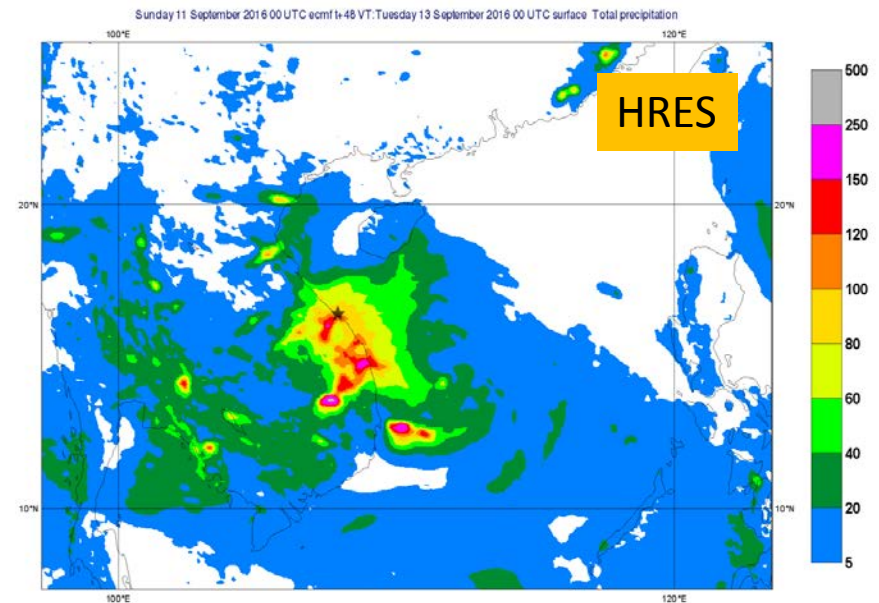 Sunday 11 September 2016 00 UTC ecmf t+48 VT:Tuesday 13 September 2016 00 UTC surface Total precipitation
100°E
120°E
HRES
20°N
20°N
10°N
10°N
100°E
120°E
500
250
150
120
100
80
60
40
20
5